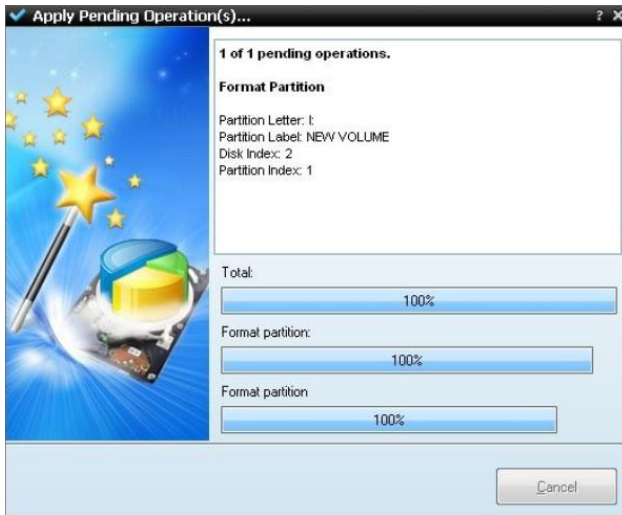 Apply Pending Operation(s)...
1 of 1 pending operations.
Format Partition
Partition Letter: I:
Partition Label: NEW VOLUME
Disk Index: 2
Partition Index: 1
Total:
100%
Format partition:
100%
Format partition
100%
Cancel